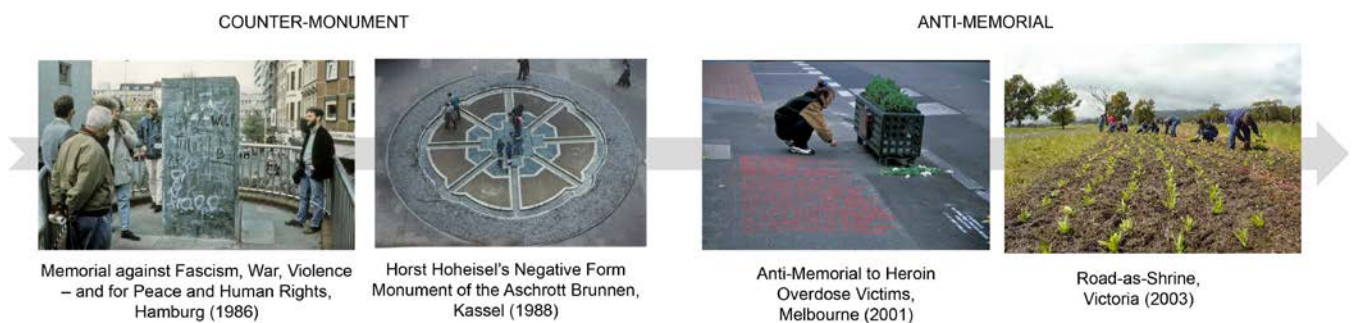 COUNTER-MONUMENT
ANTI-MEMORIAL
Memorial against Fascism, War, Violence
– and for Peace and Human Rights,
Hamburg (1986)
Horst Hoheisel's Negative Form
Monument of the Aschrott Brunnen,
Kassel (1988)
Anti-Memorial to Heroin
Overdose Victims,
Melbourne (2001)
Road-as-Shrine,
Victoria (2003)